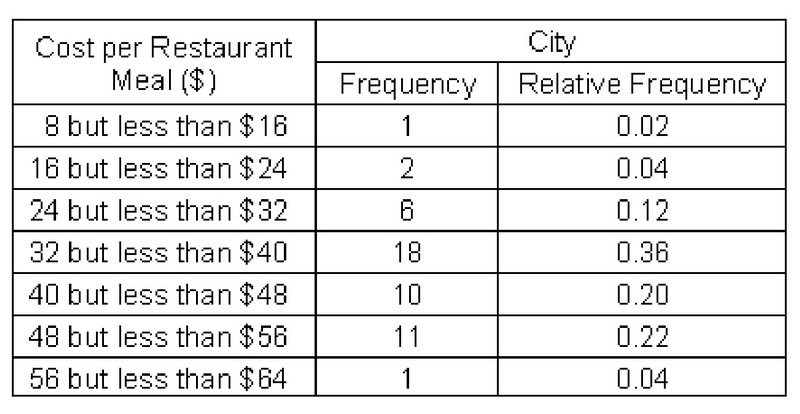 Cost per Restaurant
Meal ($)
City
Frequency
Relative Frequency
8 but less than $16
1
0.02
16 but less than $24
2
0.04
24 but less than $32
6
0.12
32 but less than $40
18
0.36
40 but less than $48
10
0.20
48 but less than $56
11
0.22
56 but less than $64
1
0.04